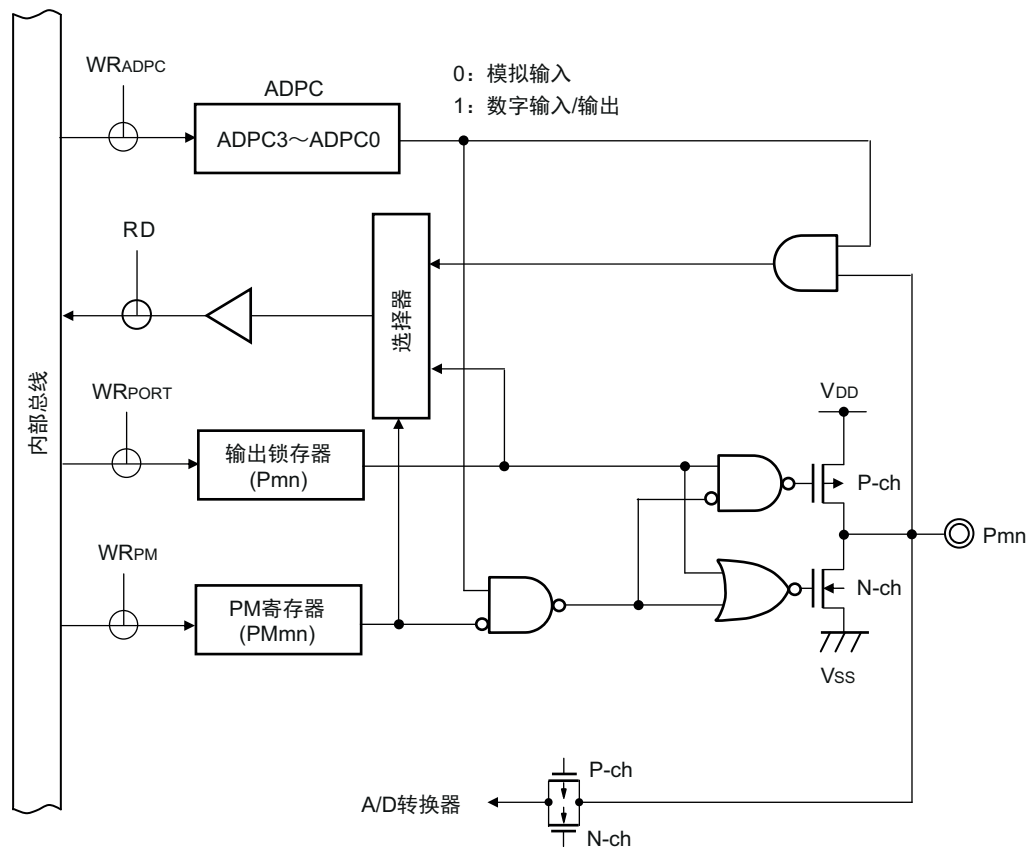 WRADPC
ADPC
ADPC3～ADPC0
0：模拟输入
1：数字输入/输出
RD
选择器
内部总线
WRPORT
输出锁存器
(Pmn)
VDD
P-ch
Pmn
N-ch
VSS
WRPM
PM寄存器
(PMmn)
P-ch
A/D转换器
N-ch